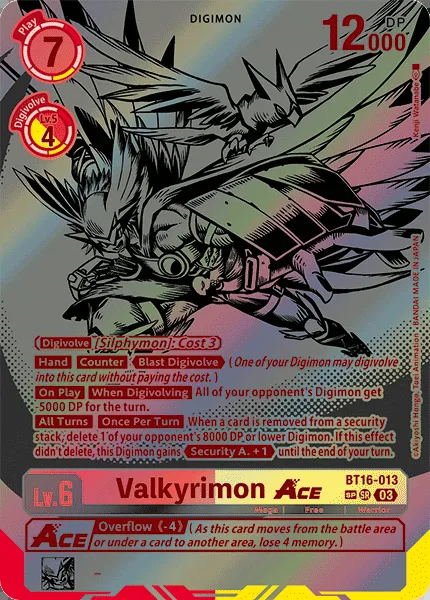 DIGIMON
Play
7
DP
12000
Digivolve
Lv.5
4
Kenji Watanabe
©Akiyoshi Hongo, Toei Animation • BANDAI MADE IN JAPAN
Digivolve [Silphymon]: Cost 3
Hand Counter Blast Digivolve (One of your Digimon may digivolve
into this card without paying the cost.)
On Play When Digivolving All of your opponent's Digimon get
-5000 DP for the turn.
All Turns Once Per Turn When a card is removed from a security
stack, delete 1 of your opponent's 8000 DP or lower Digimon. If this effect
didn't delete, this Digimon gains Security A. +1 until the end of your turn.
Lv.6
Valkyrimon ACE
BT16-013
SP SR 03
Mega Free Warrior
ACE Overflow 《-4》 (As this card moves from the battle area
or under a card to another area, lose 4 memory.)
-